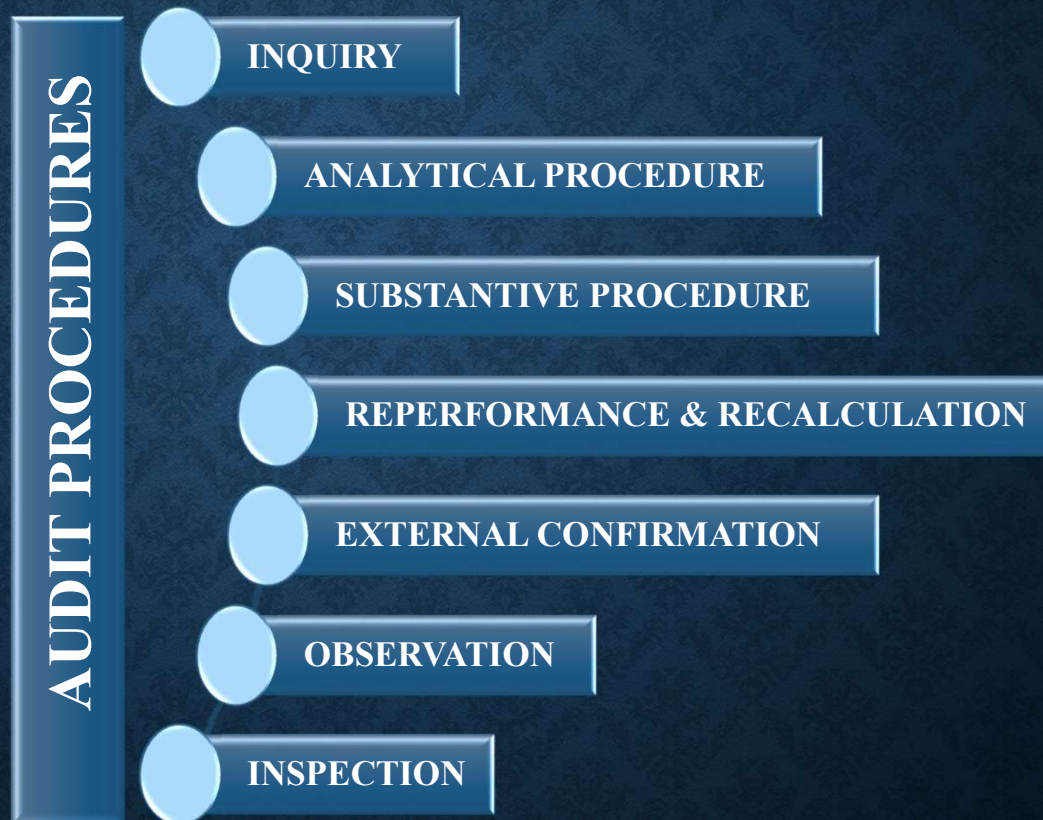 AUDIT PROCEDURES
INQUIRY
ANALYTICAL PROCEDURE
SUBSTANTIVE PROCEDURE
REPERFORMANCE & RECALCULATION
EXTERNAL CONFIRMATION
OBSERVATION
INSPECTION